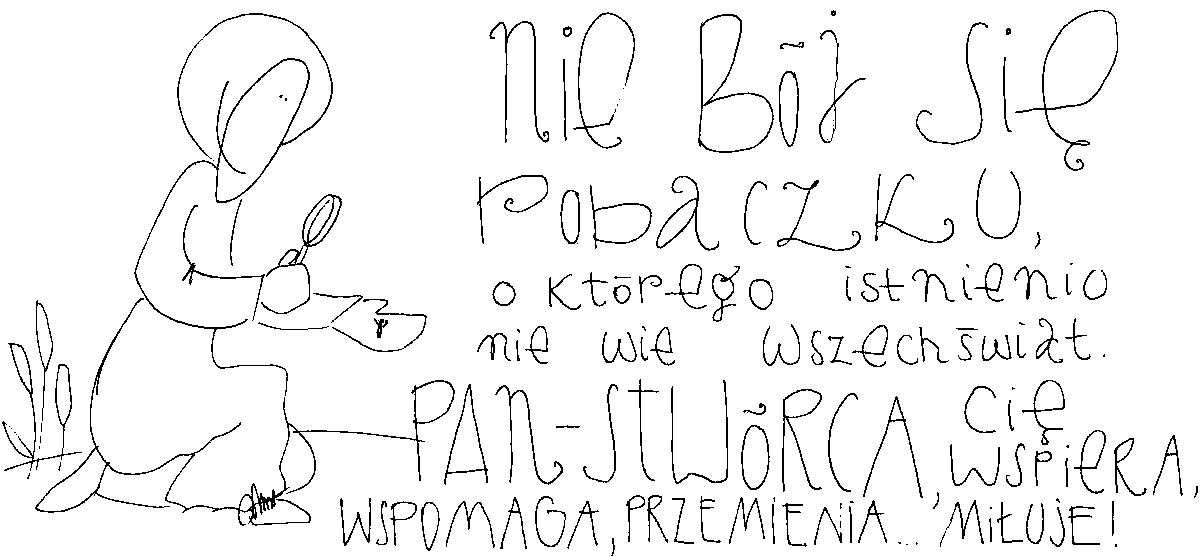 Nie Bój się
robaczku,
o którego istnienio
nie wie wszechświat.
PAN-STWÓRCA cię
WSPIERA,
WSPOMAGA, PRZEMIENIA... MIŁUJE!